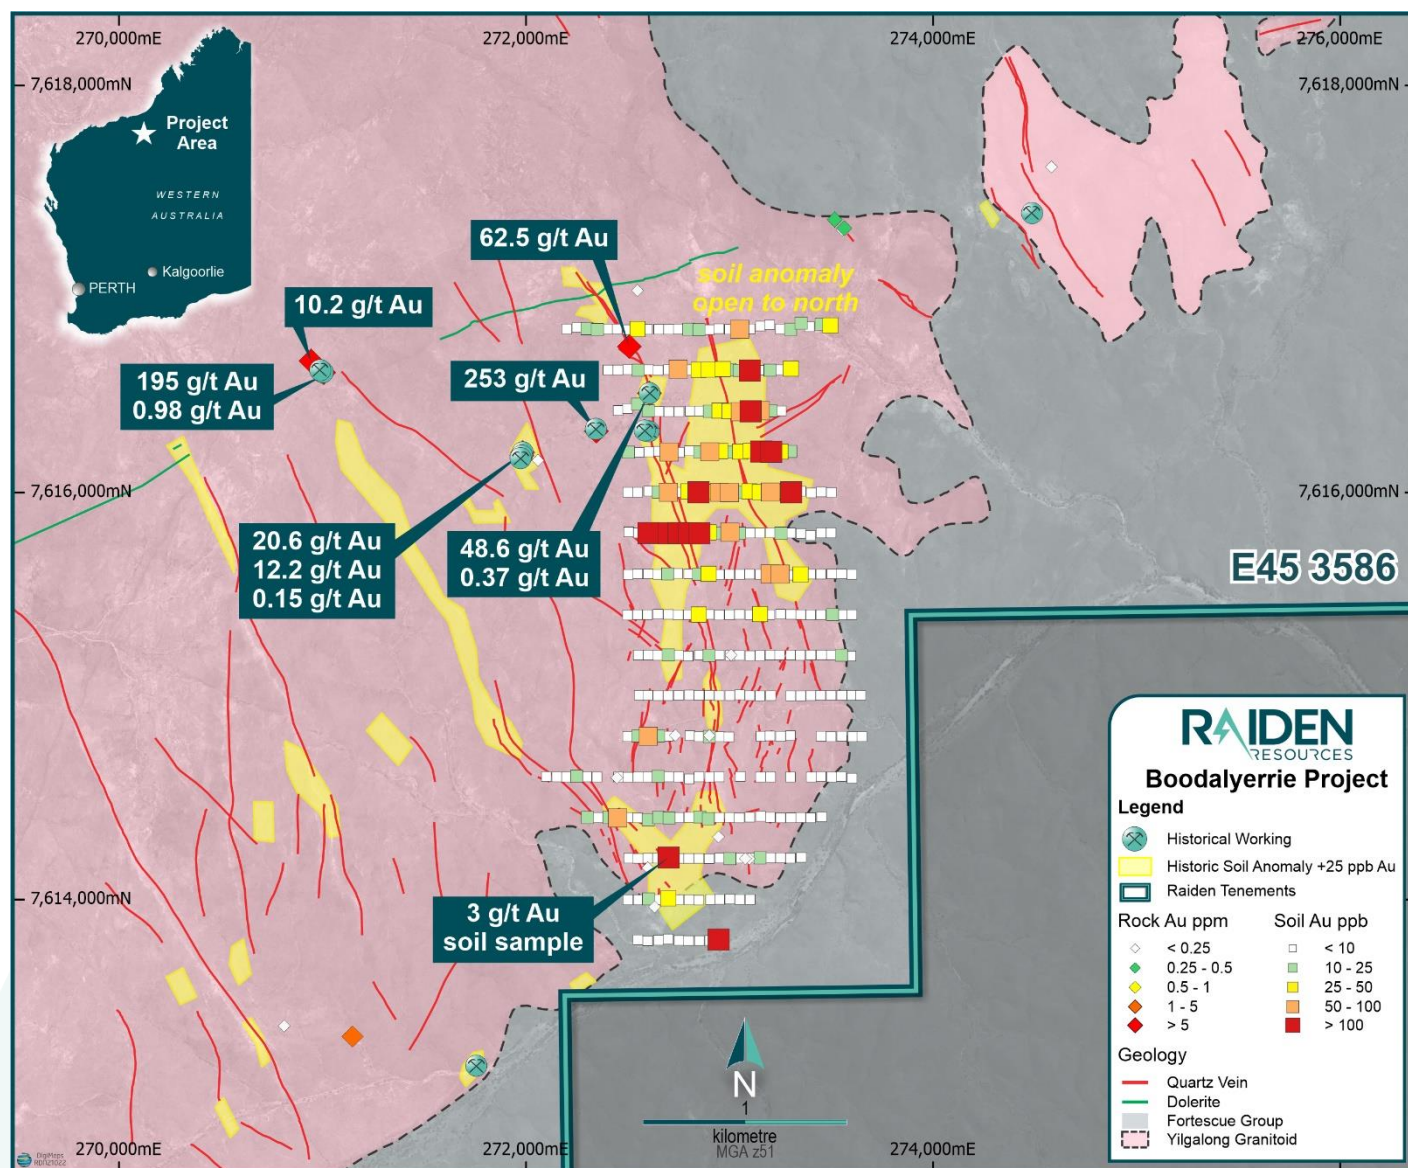 270,000mE
272,000mE
274,000mE
276,000mE
7,618,000mN
7,618,000mN
Project
Area
WESTERN
AUSTRALIA
Kalgoorlie
PERTH
62.5 g/t Au
soil anomaly
open to north
10.2 g/t Au
195 g/t Au
0.98 g/t Au
253 g/t Au
7,616,000mN
7,616,000mN
20.6 g/t Au
12.2 g/t Au
0.15 g/t Au
48.6 g/t Au
0.37 g/t Au
E45 3586
7,614,000mN
3 g/t Au
soil sample
RAIDEN
RESOURCES
Boodalyerrie Project
Legend
Historical Working
Historic Soil Anomaly +25 ppb Au
Raiden Tenements
Rock Au ppm
< 0.25
0.25 - 0.5
0.5 - 1
1 - 5
> 5
Soil Au ppb
< 10
10 - 25
25 - 50
50 - 100
> 100
Geology
Quartz Vein
Dolerite
Fortescue Group
Yilgalong Granitoid
N
1
kilometre
MGA z51
270,000mE
272,000mE
274,000mE
DigiMaps
RDN21022